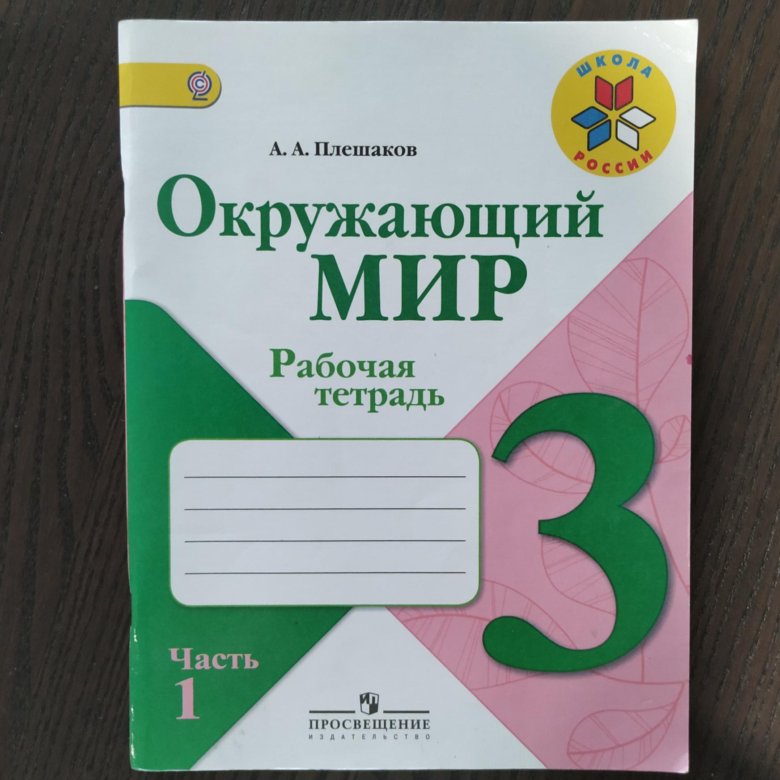 ШКОЛА
РОССИИ
А. А. Плешаков
Окружающий
МИР
Рабочая
тетрадь
3
Часть
1
ПРОСВЕЩЕНИЕ
ИЗДАТЕЛЬСТВО